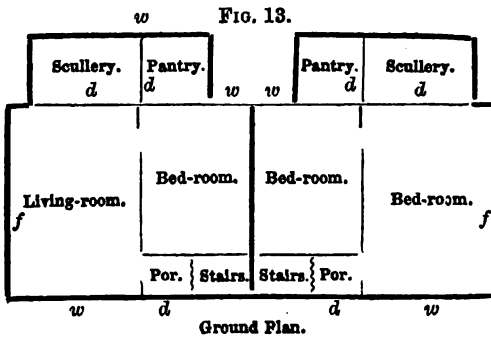 w FIG. 13.
Scullery. Pantry. Pantry. Scullery.
d d w w d d
Bed-room. Bed-room.
Living-room. Bed-room.
f f
Por. Stairs. Stairs. Por.
w d d w
Ground Plan.